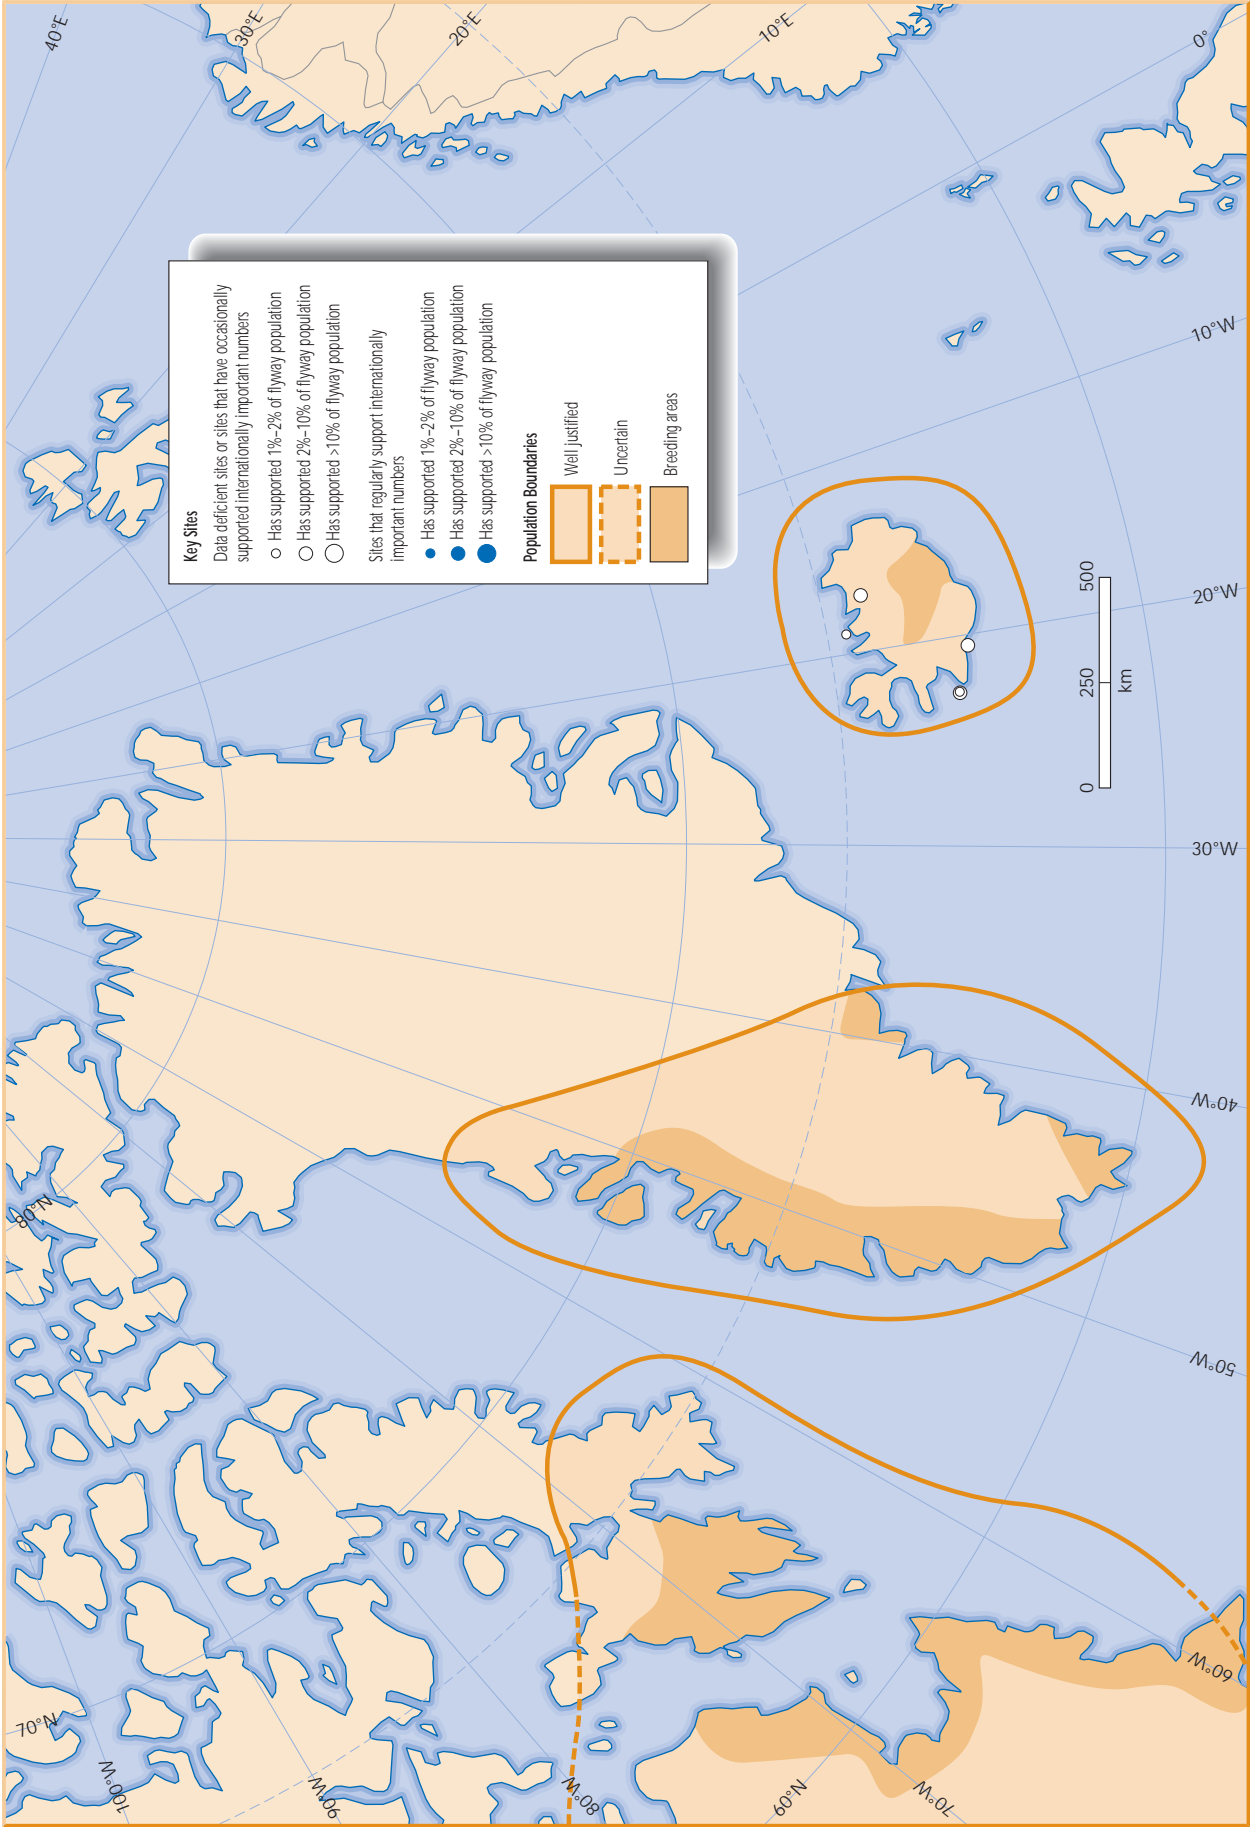 Key Sites
Data deficient sites or sites that have occasionally
supported internationally important numbers
Has supported 1%–2% of flyway population
Has supported 2%–10% of flyway population
Has supported >10% of flyway population
Sites that regularly support internationally
important numbers
Has supported 1%–2% of flyway population
Has supported 2%–10% of flyway population
Has supported >10% of flyway population
Population Boundaries
Well justified
Uncertain
Breeding areas
40°E
30°E
20°E
10°E
0°
10°W
20°W
30°W
40°W
50°W
60°W
70°W
80°W
90°W
100°W
80°N
70°N
60°N
0 250 500
km